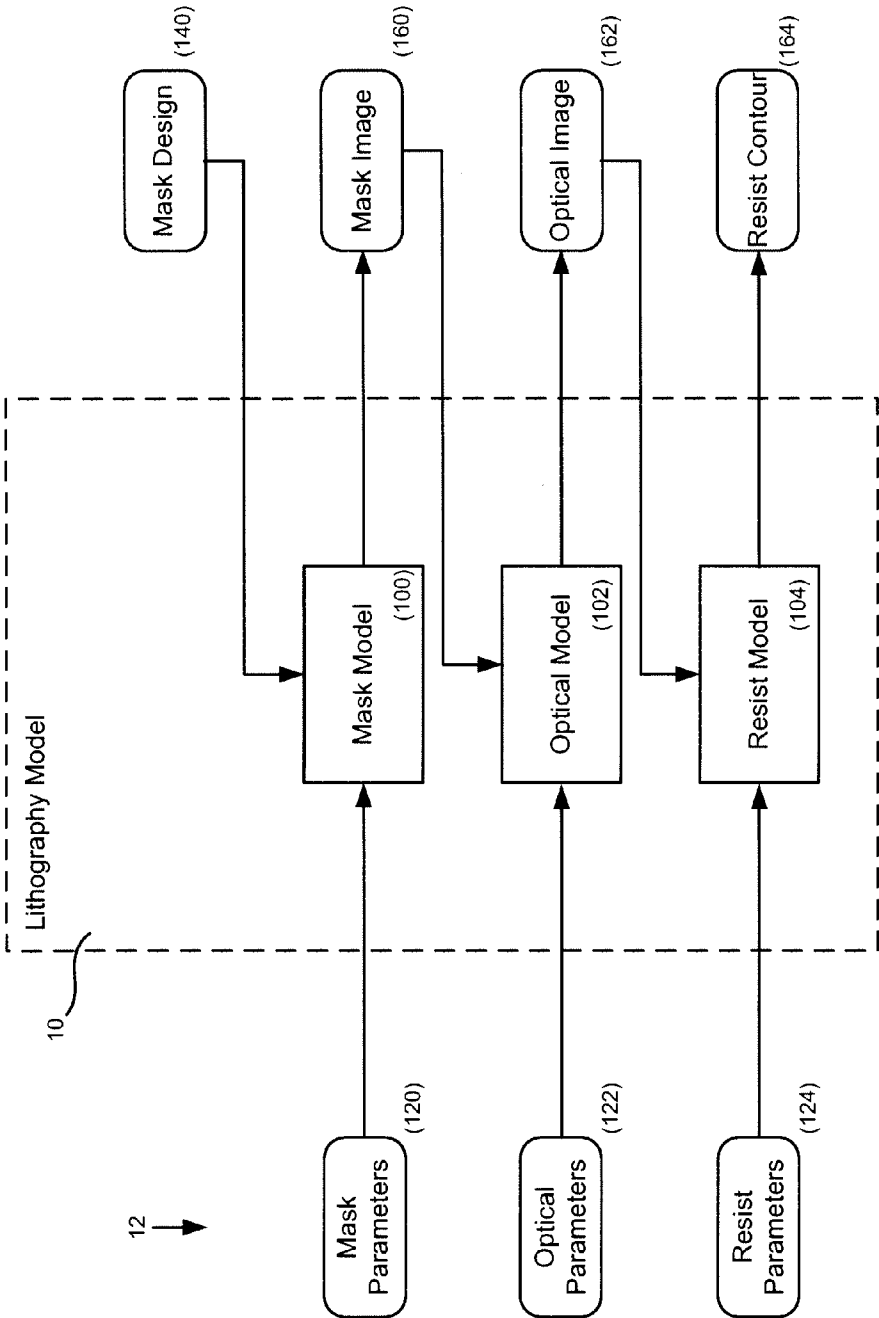 Mask Design
(140)
Lithography Model
10
12
Mask
Parameters
(120)
Mask Model
(100)
Mask Image
(160)
Optical
Parameters
(122)
Optical Model
(102)
Optical Image
(162)
Resist
Parameters
(124)
Resist Model
(104)
Resist Contour
(164)